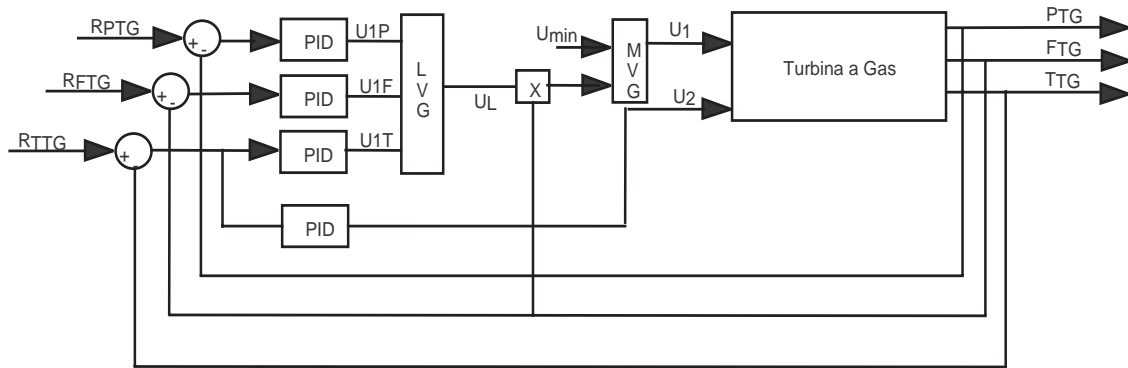 RPTG
+
-
PID
U1P
L
V
G
Umin
M
V
G
U1
Turbina a Gas
PTG
RFTG
+
-
PID
U1F
UL
X
U2
FTG
TTG
RTTG
+
-
PID
U1T
PID